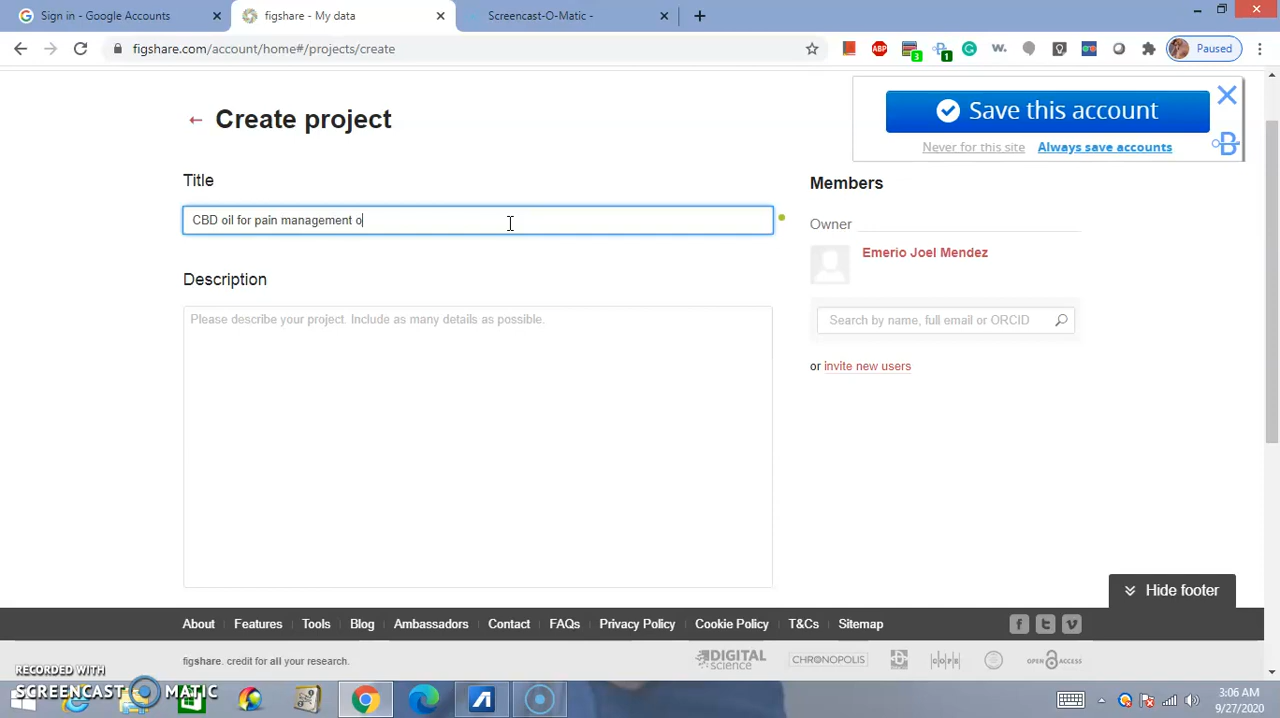 Sign in - Google Accounts
figshare - My data
Screencast-O-Matic -
figshare.com/account/home#/projects/create
ABP
3
1
Paused
Create project
Save this account
Never for this site
Always save accounts
Title
CBD oil for pain management o
Members
Owner
Emerio Joel Mendez
Description
Please describe your project. Include as many details as possible.
Search by name, full email or ORCID
or invite new users
Hide footer
About
Features
Tools
Blog
Ambassadors
Contact
FAQs
Privacy Policy
Cookie Policy
T&Cs
Sitemap
figshare. credit for all your research.
DIGITAL
science
CHRONOPOLIS
OPEN ACCESS
RECORDED WITH
SCREENCAST MATIC
3:06 AM
9/27/2020